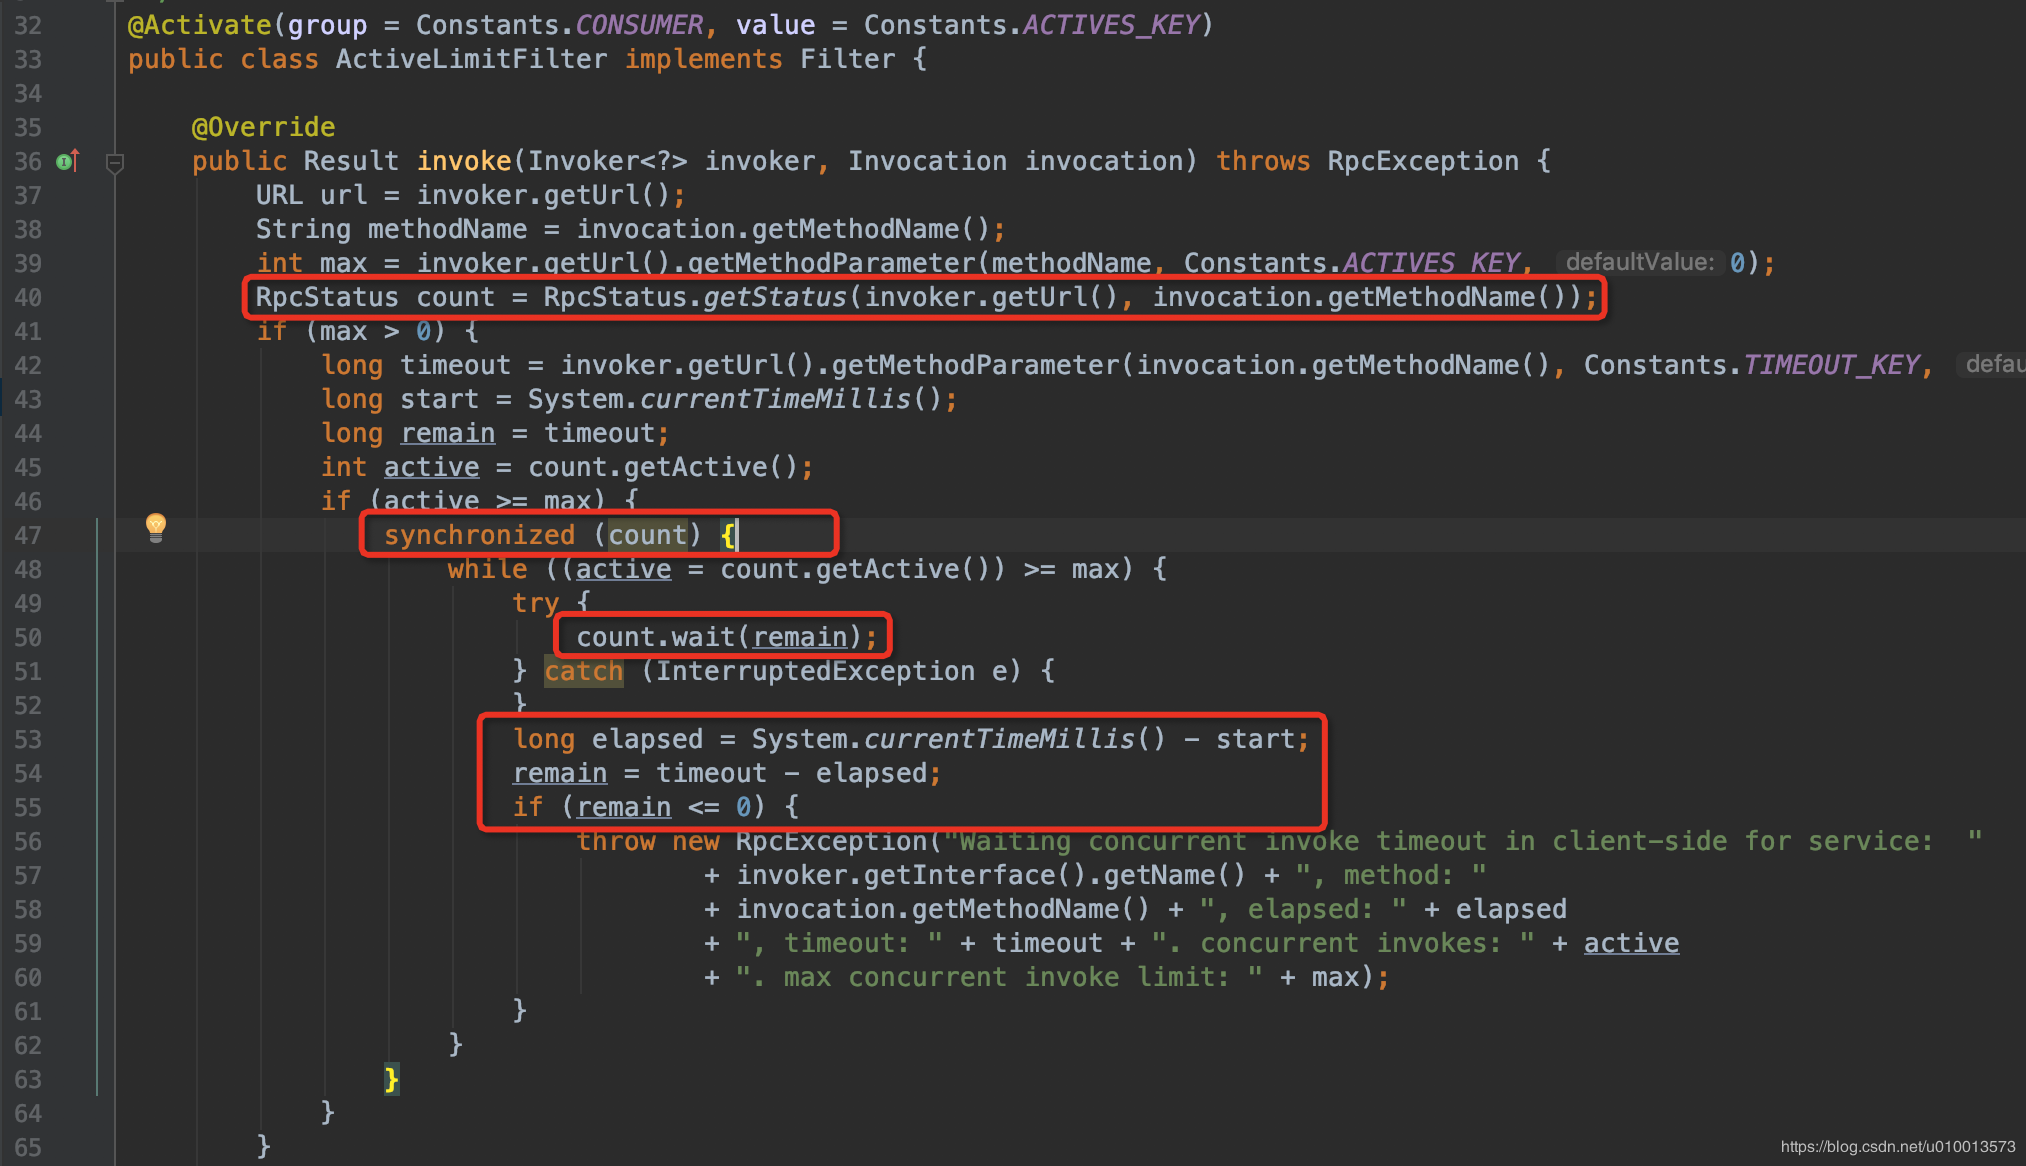 32 @Activate(group = Constants.CONSUMER, value = Constants.ACTIVES_KEY)
33 public class ActiveLimitFilter implements Filter {
34
35 @Override
36 public Result invoke(Invoker<?> invoker, Invocation invocation) throws RpcException {
37 URL url = invoker.getUrl();
38 String methodName = invocation.getMethodName();
39 int max = invoker.getUrl().getMethodParameter(methodName, Constants.ACTIVES_KEY, defaultValue: 0);
40 RpcStatus count = RpcStatus.getStatus(invoker.getUrl(), invocation.getMethodName());
41 if (max > 0) {
42 long timeout = invoker.getUrl().getMethodParameter(invocation.getMethodName(), Constants.TIMEOUT_KEY, defau
43 long start = System.currentTimeMillis();
44 long remain = timeout;
45 int active = count.getActive();
46 if (active >= max) {
47 synchronized (count) {
48 while ((active = count.getActive()) >= max) {
49 try {
50 count.wait(remain);
51 } catch (InterruptedException e) {
52 }
53 long elapsed = System.currentTimeMillis() - start;
54 remain = timeout - elapsed;
55 if (remain <= 0) {
56 throw new RpcException("Waiting concurrent invoke timeout in client-side for service:  "
57 + invoker.getInterface().getName() + ", method: "
58 + invocation.getMethodName() + ", elapsed: " + elapsed
59 + ", timeout: " + timeout + ". concurrent invokes: " + active
60 + ". max concurrent invoke limit: " + max);
61 }
62 }
63 }
64 }
65 }
https://blog.csdn.net/u010013573